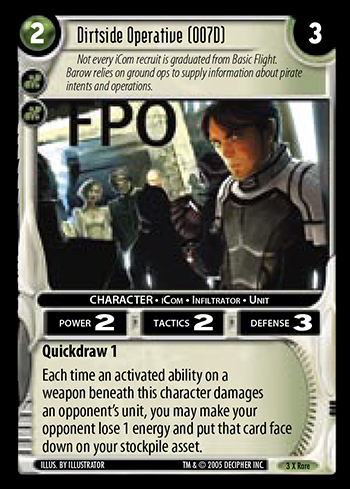 2
Dirtside Operative (007D)
3
Not every iCom recruit is graduated from Basic Flight.
Barow relies on ground ops to supply information about pirate
intents and operations.
FPO
CHARACTER • iCom • Infiltrator • Unit
POWER 2 TACTICS 2 DEFENSE 3
Quickdraw 1
Each time an activated ability on a
weapon beneath this character damages
an opponent's unit, you may make your
opponent lose 1 energy and put that card face
down on your stockpile asset.
ILLUS. BY ILLUSTRATOR TM & © 2005 DECIPHER INC. 3 X Rare